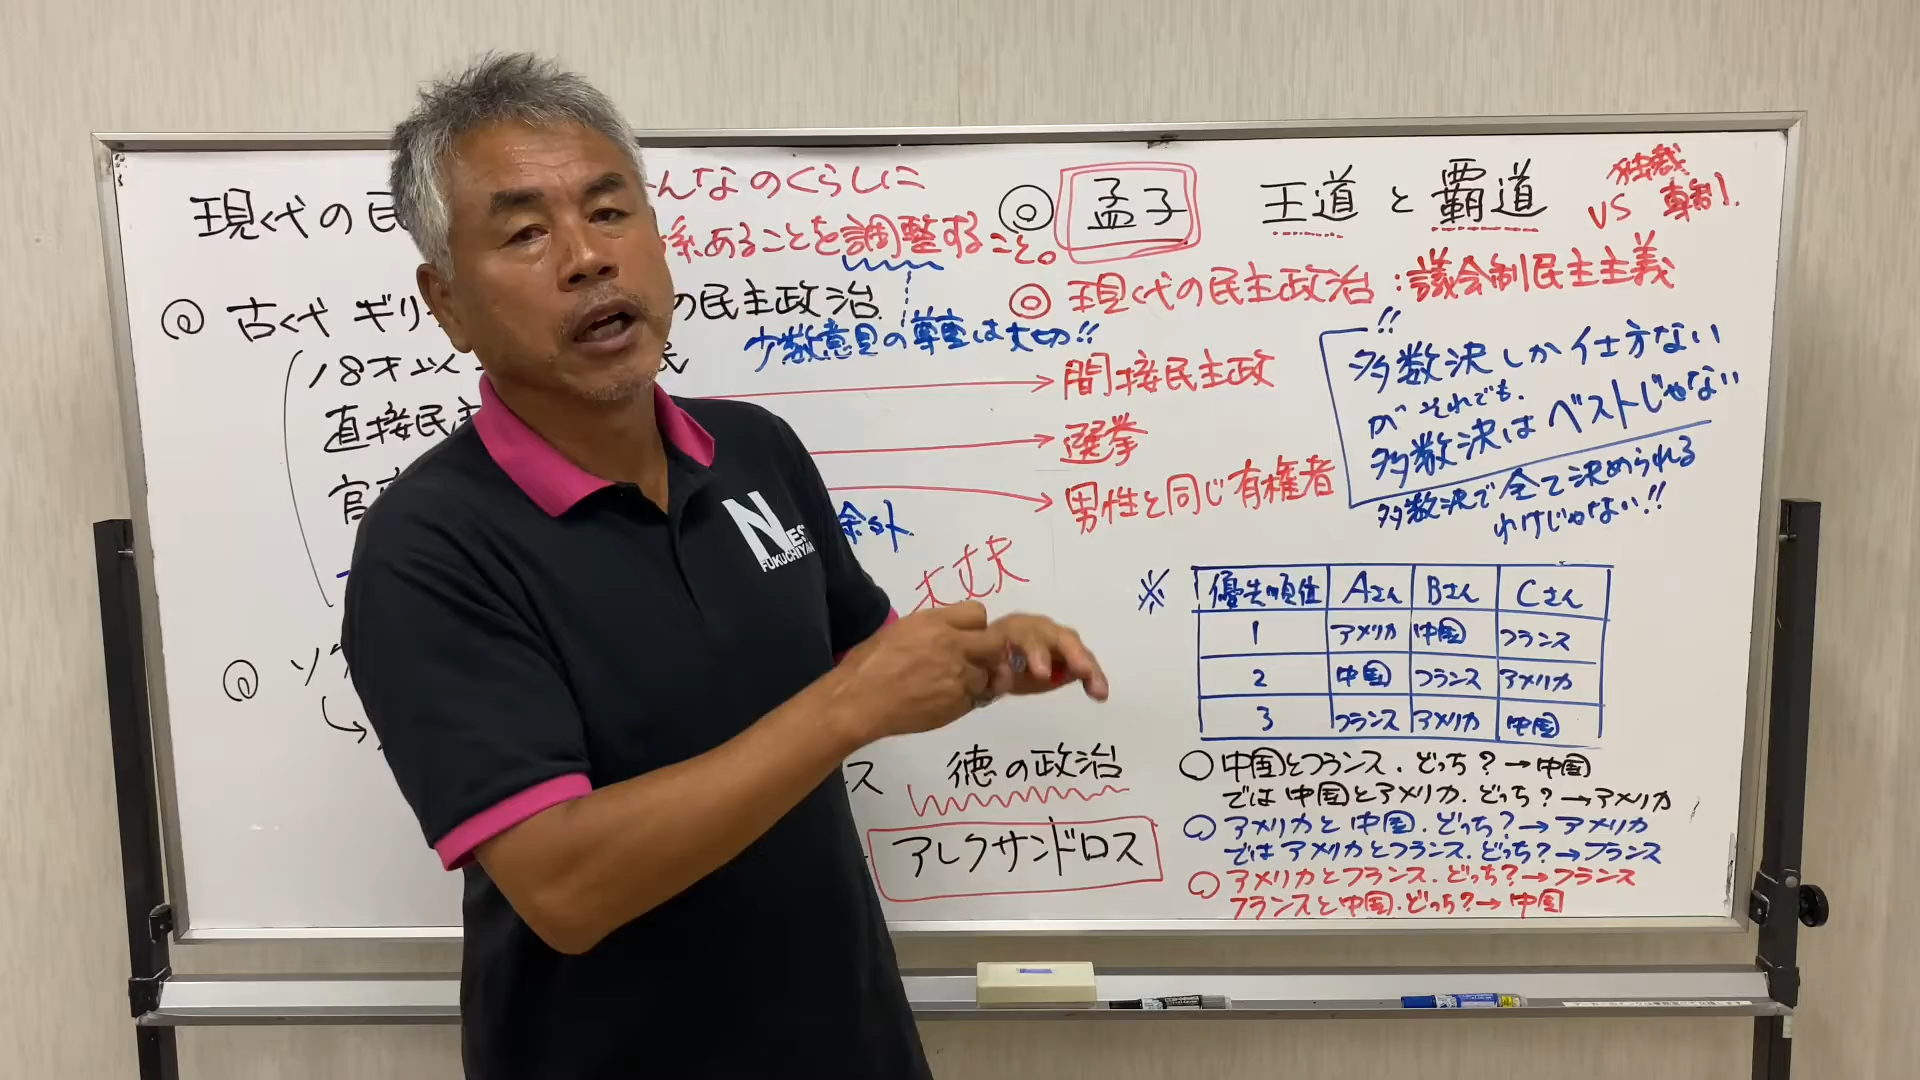 現代の民
んなのくらしに
係あることを調整すること。
◎ 古代ギリ
の民主政治
少数意見の尊重は大切!!
18才以
民
直接民主
官
除外
大丈夫
◎ ソ
ス
徳の政治
アレクサンドロス
◎ 孟子 王道と覇道 VS 独裁 専制
◎ 現代の民主政治:議会制民主主義
間接民主政
選挙
男性と同じ有権者
!!
多数決しか仕方ない
が それでも、
多数決はベストじゃない
多数決で全て決められる
わけじゃない!!
※ 優先順位 Aさん Bさん Cさん
1 アメリカ 中国 フランス
2 中国 フランス アメリカ
3 フランス アメリカ 中国
○ 中国とフランス.どっち?→中国
では 中国とアメリカ.どっち?→アメリカ
○ アメリカと中国.どっち?→アメリカ
ではアメリカとフランス.どっち?→フランス
○ アメリカとフランス.どっち?→フランス
フランスと中国.どっち?→中国
NEST
FUKUCHIYAM